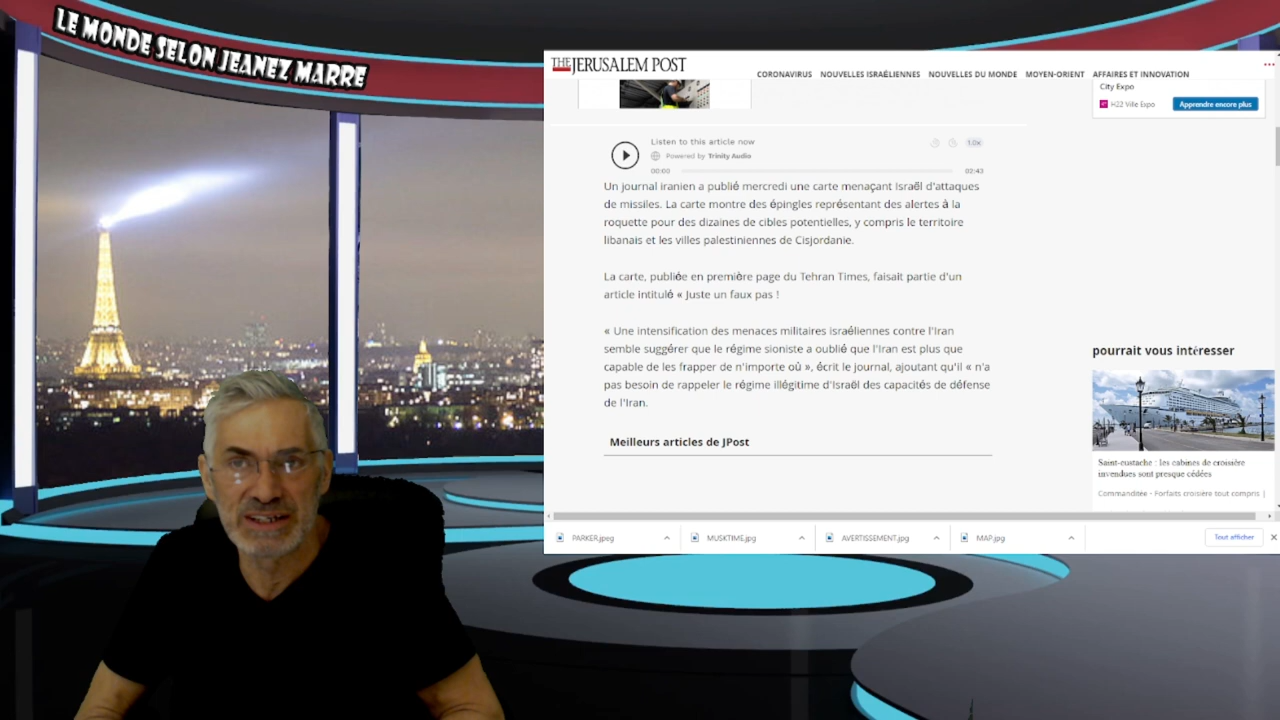 LE MONDE SELON JEANEZ MARRE
THE JERUSALEM POST
CORONAVIRUS NOUVELLES ISRAÉLIENNES NOUVELLES DU MONDE MOYEN-ORIENT AFFAIRES ET INNOVATION
City Expo
H22 Ville Expo
Apprendre encore plus
Listen to this article now
1.0x
Powered by Trinity Audio
00:00 02:43
Un journal iranien a publié mercredi une carte menaçant Israël d'attaques
de missiles. La carte montre des épingles représentant des alertes à la
roquette pour des dizaines de cibles potentielles, y compris le territoire
libanais et les villes palestiniennes de Cisjordanie.
La carte, publiée en première page du Tehran Times, faisait partie d'un
article intitulé « Juste un faux pas !
« Une intensification des menaces militaires israéliennes contre l'Iran
semble suggérer que le régime sioniste a oublié que l'Iran est plus que
capable de les frapper de n'importe où », écrit le journal, ajoutant qu'il « n'a
pas besoin de rappeler le régime illégitime d'Israël des capacités de défense
de l'Iran.
Meilleurs articles de JPost
pourrait vous intéresser
Saint-eustache : les cabines de croisière
invendues sont presque cédées
Commanditée - Forfaits croisière tout compris |
PARKER.jpeg
MUSKTIME.jpg
AVERTISSEMENT.jpg
MAP.jpg
Tout afficher